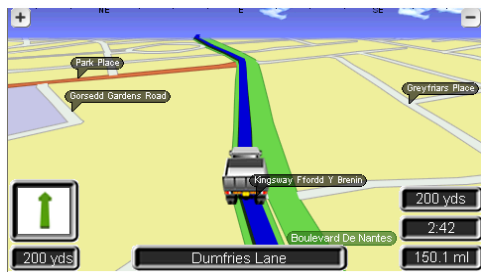 + NE E SE −
Park Place
Gorsedd Gardens Road
Greyfriars Place
Kingsway Ffordd Y Brenin
Boulevard De Nantes
200 yds
2:42
200 yds
Dumfries Lane
150.1 ml